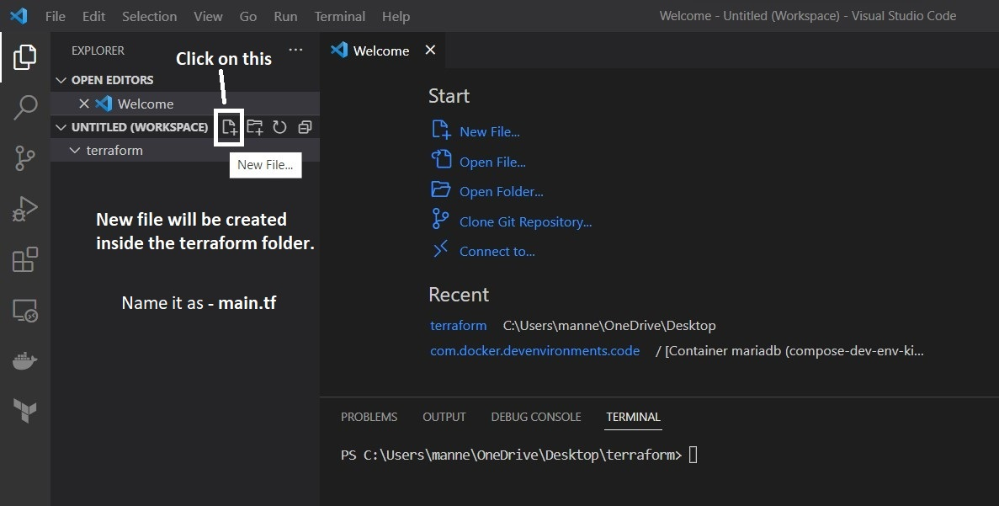 File Edit Selection View Go Run Terminal Help
Welcome - Untitled (Workspace) - Visual Studio Code
EXPLORER
Click on this
OPEN EDITORS
Welcome
UNTITLED (WORKSPACE)
terraform
New File...
New file will be created
inside the terraform folder.
Name it as - main.tf
Welcome
Start
New File...
Open File...
Open Folder...
Clone Git Repository...
Connect to...
Recent
terraform C:\Users\manne\OneDrive\Desktop
com.docker.devenvironments.code / [Container mariadb (compose-dev-env-ki...
PROBLEMS OUTPUT DEBUG CONSOLE TERMINAL
PS C:\Users\manne\OneDrive\Desktop\terraform>